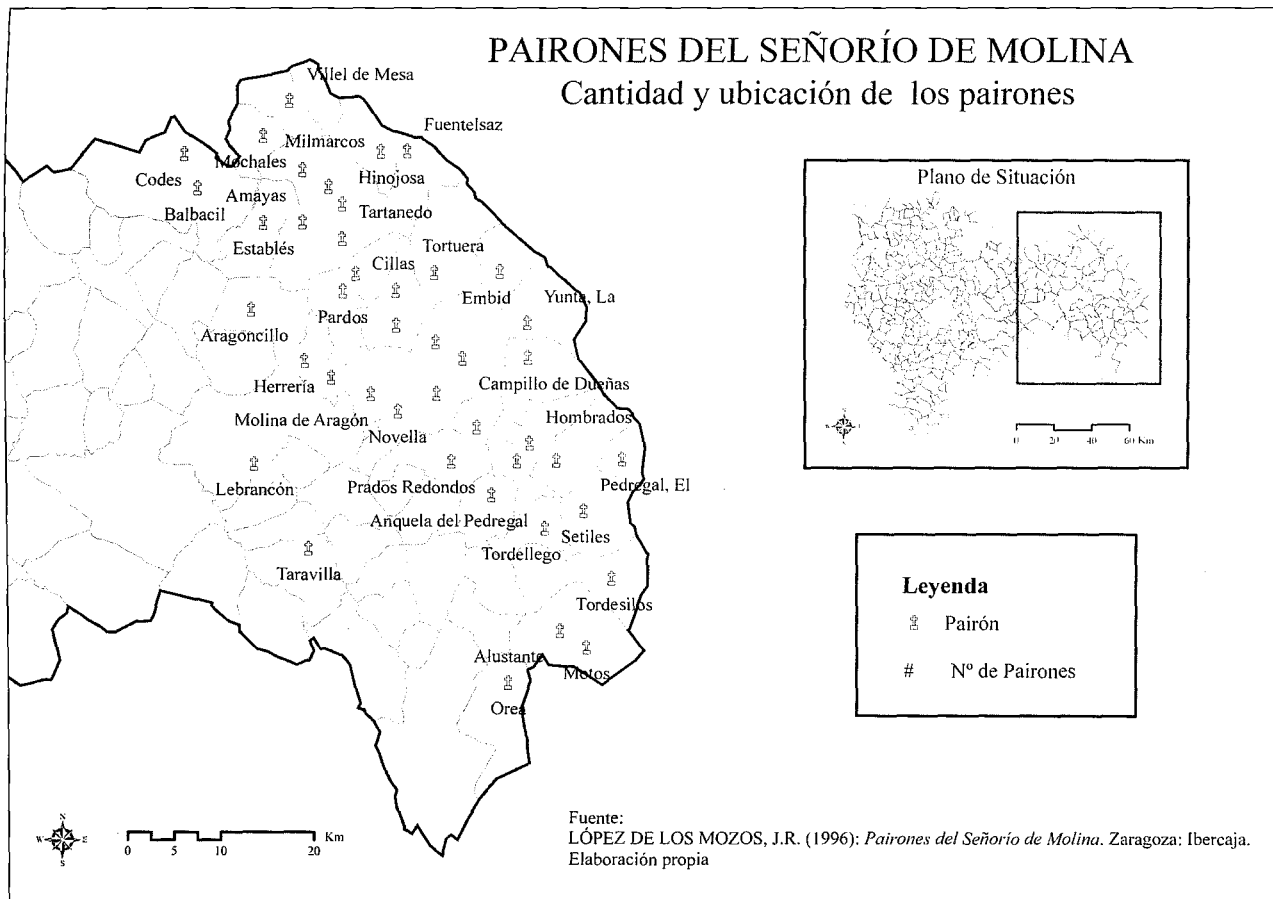 PAIRONES DEL SEÑORÍO DE MOLINA
Cantidad y ubicación de los pairones
Villel de Mesa
Fuentelsaz
Milmarcos
Mochales
Codes
Hinojosa
Amayas
Balbacil
Tartanedo
Establés
Tortuera
Cillas
Embid
Yunta, La
Pardos
Aragoncillo
Herrería
Campillo de Dueñas
Molina de Aragón
Hombrados
Novella
Lebrancón
Prados Redondos
Pedregal, El
Anquela del Pedregal
Setiles
Tordellego
Taravilla
Tordesilos
Alustante
Motos
Orea
Plano de Situación
0 20 40 60 Km
Leyenda
Pairón
# Nº de Pairones
N
W E
S
0 5 10 20 Km
Fuente:
LÓPEZ DE LOS MOZOS, J.R. (1996): Pairones del Señorío de Molina. Zaragoza: Ibercaja.
Elaboración propia